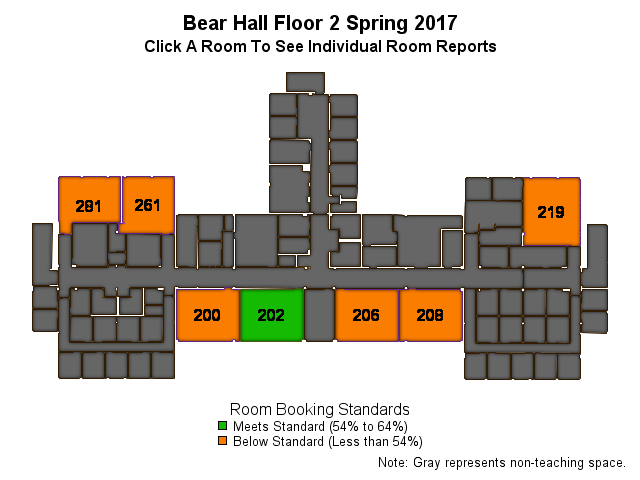 Bear Hall Floor 2 Spring 2017
Click A Room To See Individual Room Reports
281
261
219
200
202
206
208
Room Booking Standards
Meets Standard (54% to 64%)
Below Standard (Less than 54%)
Note: Gray represents non-teaching space.